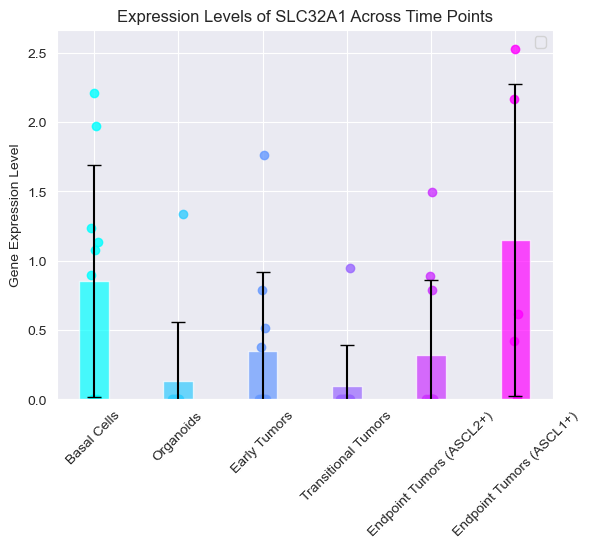 Expression Levels of SLC32A1 Across Time Points
Gene Expression Level
2.5
2.0
1.5
1.0
0.5
0.0
Basal Cells
Organoids
Early Tumors
Transitional Tumors
Endpoint Tumors (ASCL2+)
Endpoint Tumors (ASCL1+)